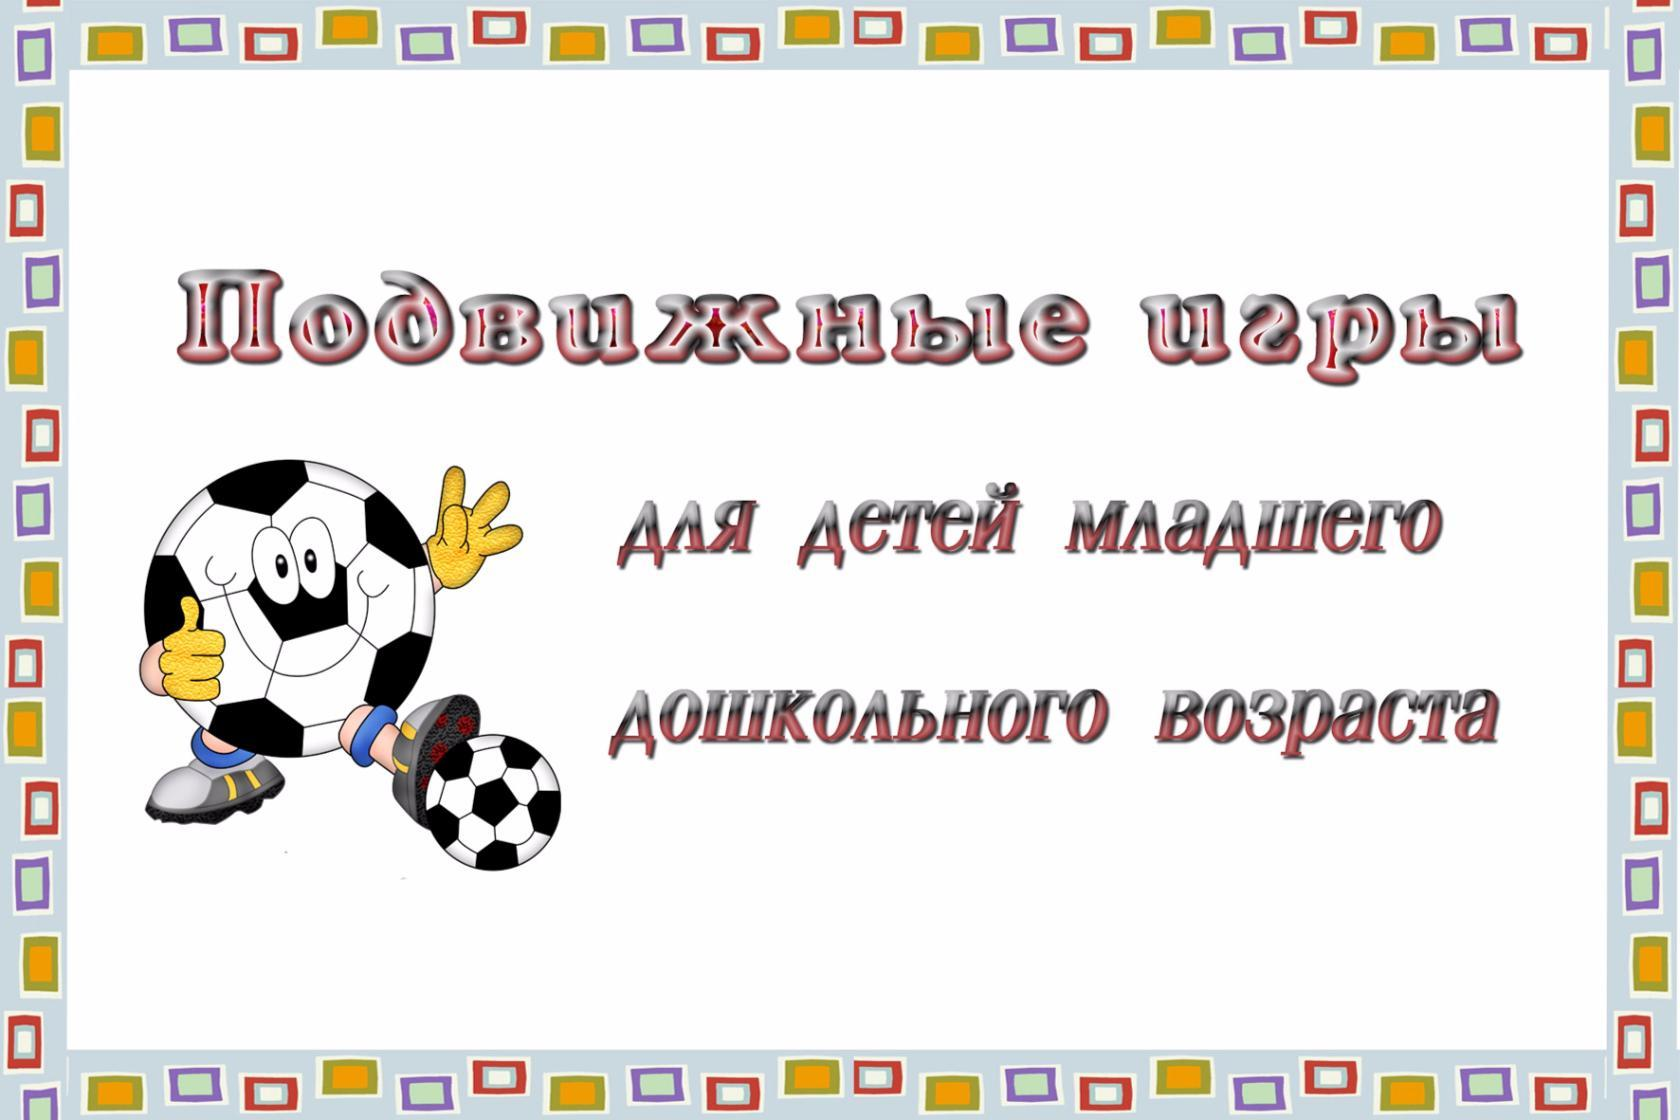 Подвижные игры
для детей младшего
дошкольного возраста